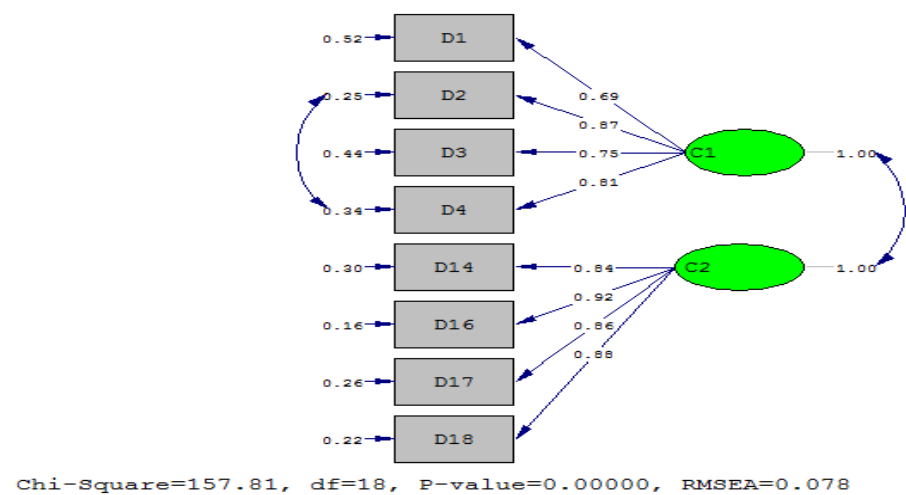 0.52 D1
0.69
0.25 D2
0.87
0.44 D3 0.75 C1 1.00
0.81
0.34 D4
0.30 D14 0.84 C2 1.00
0.92
0.16 D16 0.86
0.88
0.26 D17
0.22 D18
Chi-Square=157.81, df=18, P-value=0.00000, RMSEA=0.078